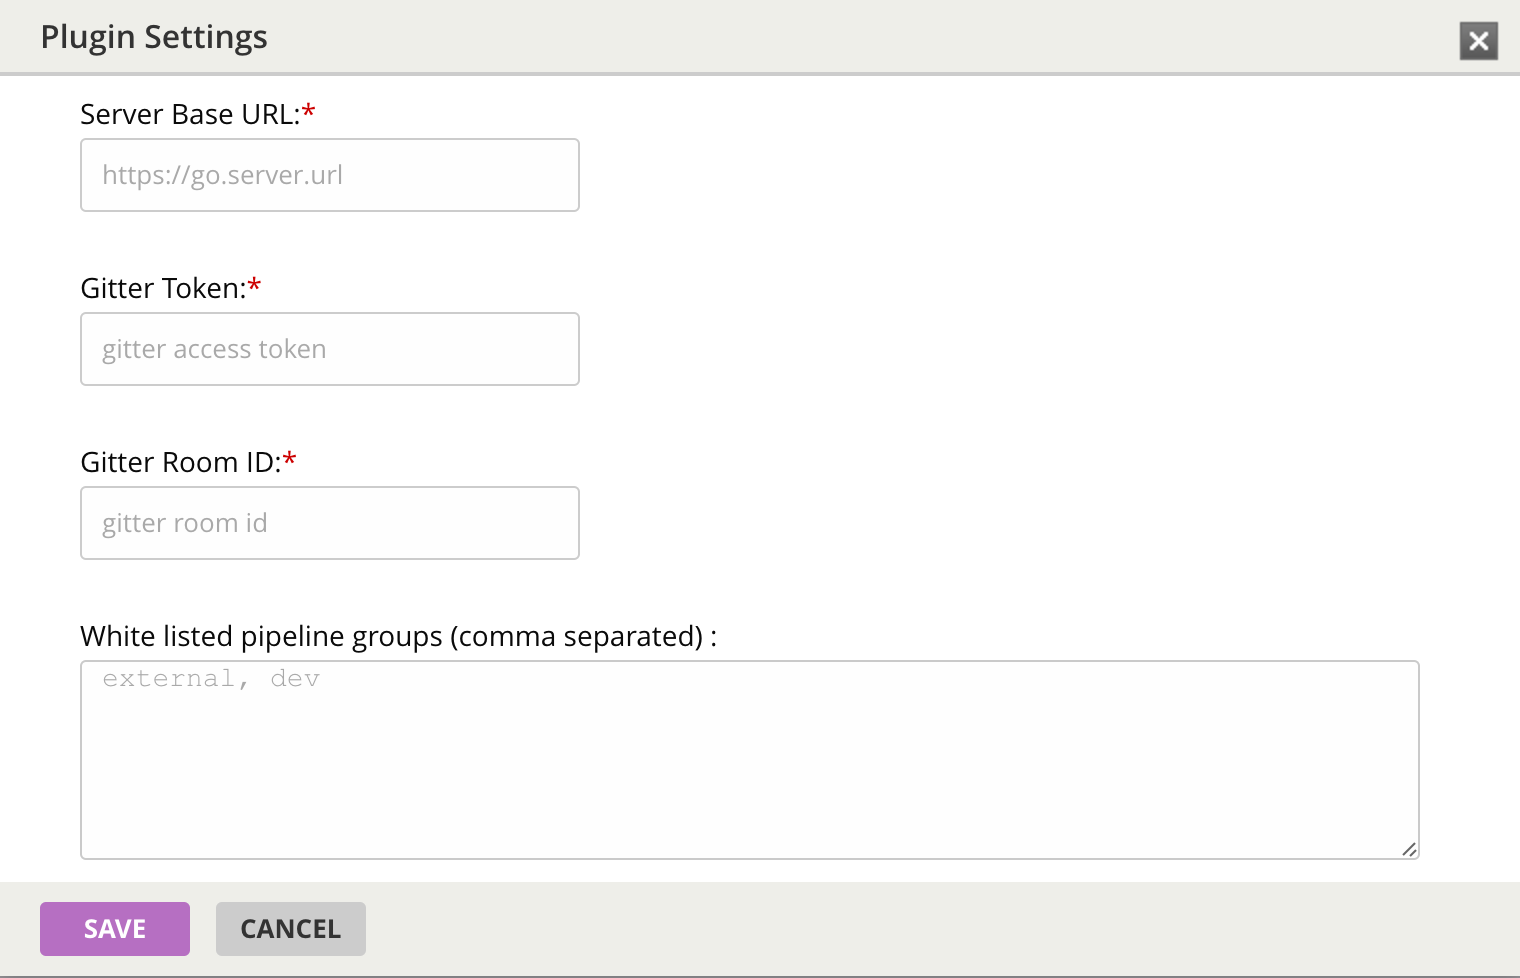 Plugin Settings
Server Base URL:*
https://go.server.url
Gitter Token:*
gitter access token
Gitter Room ID:*
gitter room id
White listed pipeline groups (comma separated) :
external, dev
SAVE CANCEL